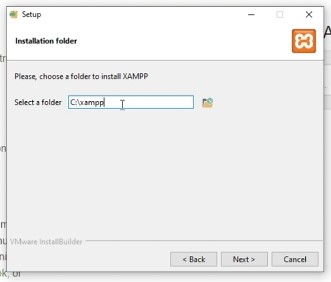 Setup
Installation folder
Please, choose a folder to install XAMPP
Select a folder C:\xampp
VMware InstallBuilder
< Back Next > Cancel